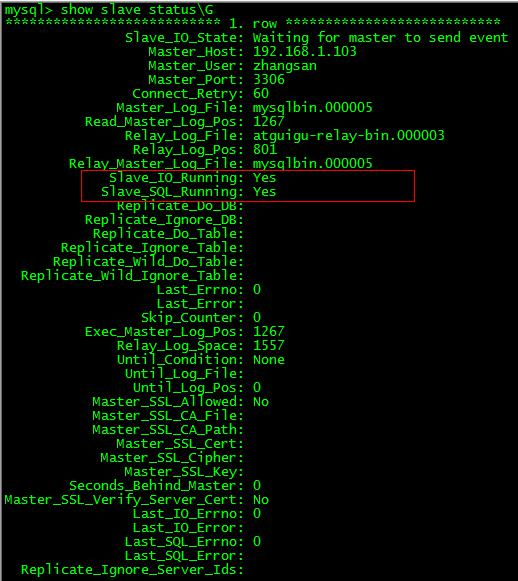 mysql> show slave status\G
*************************** 1. row ***************************
Slave_IO_State: Waiting for master to send event
Master_Host: 192.168.1.103
Master_User: zhangsan
Master_Port: 3306
Connect_Retry: 60
Master_Log_File: mysqlbin.000005
Read_Master_Log_Pos: 1267
Relay_Log_File: atguigu-relay-bin.000003
Relay_Log_Pos: 801
Relay_Master_Log_File: mysqlbin.000005
Slave_IO_Running: Yes
Slave_SQL_Running: Yes
Replicate_Do_DB:
Replicate_Ignore_DB:
Replicate_Do_Table:
Replicate_Ignore_Table:
Replicate_Wild_Do_Table:
Replicate_Wild_Ignore_Table:
Last_Errno: 0
Last_Error:
Skip_Counter: 0
Exec_Master_Log_Pos: 1267
Relay_Log_Space: 1557
Until_Condition: None
Until_Log_File:
Until_Log_Pos: 0
Master_SSL_Allowed: No
Master_SSL_CA_File:
Master_SSL_CA_Path:
Master_SSL_Cert:
Master_SSL_Cipher:
Master_SSL_Key:
Seconds_Behind_Master: 0
Master_SSL_Verify_Server_Cert: No
Last_IO_Errno: 0
Last_IO_Error:
Last_SQL_Errno: 0
Last_SQL_Error:
Replicate_Ignore_Server_Ids: